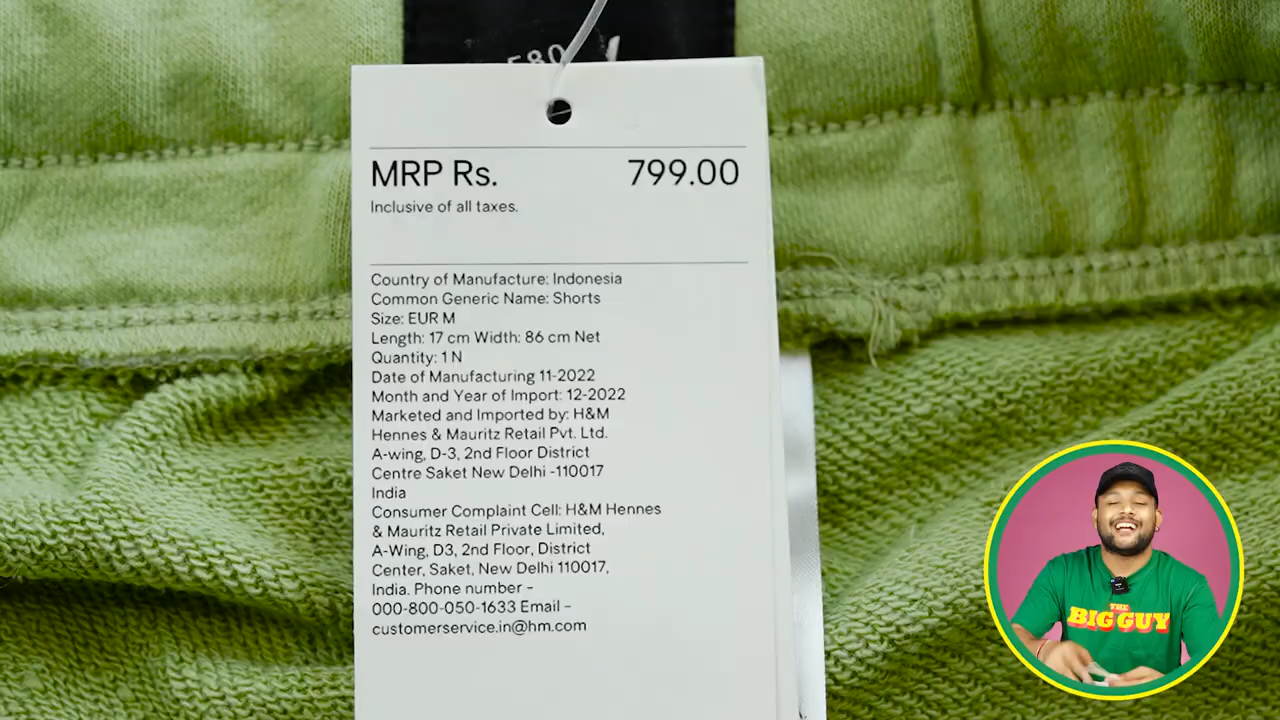 MRP Rs. 799.00
Inclusive of all taxes.
Country of Manufacture: Indonesia
Common Generic Name: Shorts
Size: EUR M
Length: 17 cm Width: 86 cm Net
Quantity: 1 N
Date of Manufacturing 11-2022
Month and Year of Import: 12-2022
Marketed and Imported by: H&M
Hennes & Mauritz Retail Pvt. Ltd.
A-wing, D-3, 2nd Floor District
Centre Saket New Delhi -110017
India
Consumer Complaint Cell: H&M Hennes
& Mauritz Retail Private Limited,
A-Wing, D3, 2nd Floor, District
Center, Saket, New Delhi 110017,
India. Phone number -
000-800-050-1633 Email -
customerservice.in@hm.com
THE
BIG GUY